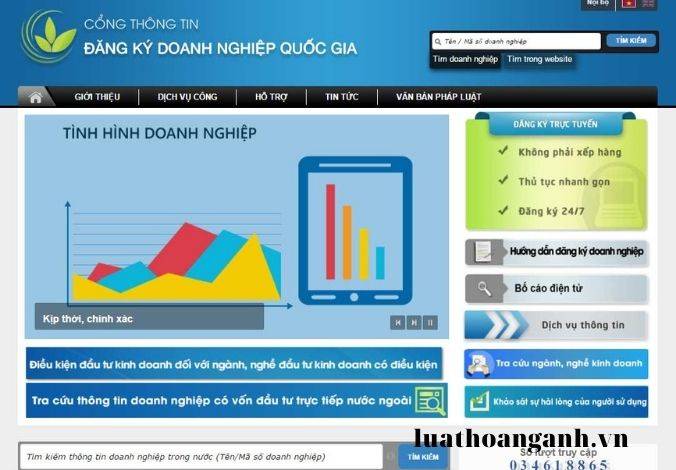 Nội bộ
CỔNG THÔNG TIN
ĐĂNG KÝ DOANH NGHIỆP QUỐC GIA
Tên / Mã số doanh nghiệp
TÌM KIẾM
Tìm doanh nghiệp
Tìm trong website
GIỚI THIỆU
DỊCH VỤ CÔNG
HỖ TRỢ
TIN TỨC
VĂN BẢN PHÁP LUẬT
TÌNH HÌNH DOANH NGHIỆP
Kịp thời, chính xác
ĐĂNG KÝ TRỰC TUYẾN
Không phải xếp hàng
Thủ tục nhanh gọn
Đăng ký 24/7
Hướng dẫn đăng ký doanh nghiệp
Bố cáo điện tử
Dịch vụ thông tin
Điều kiện đầu tư kinh doanh đối với ngành, nghề đầu tư kinh doanh có điều kiện
Tra cứu ngành, nghề kinh doanh
Tra cứu thông tin doanh nghiệp có vốn đầu tư trực tiếp nước ngoài
Khảo sát sự hài lòng của người sử dụng
luathoanganh.vn
Tìm kiếm thông tin doanh nghiệp trong nước (Tên/Mã số doanh nghiệp)
TÌM KIẾM
Số lượt truy cập
034618865